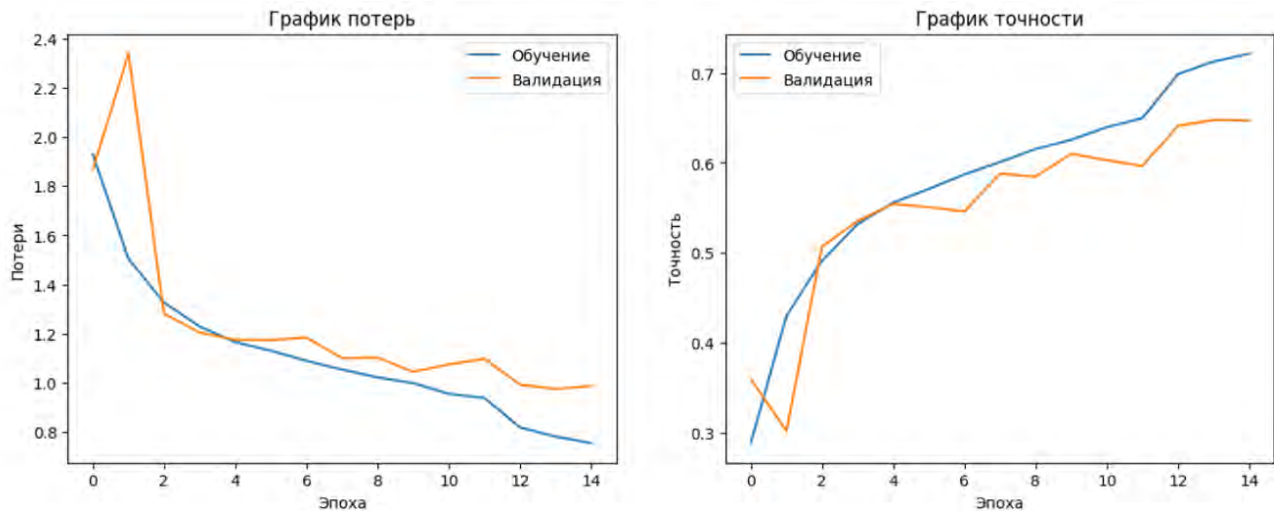 График потерь
2.4
2.2
2.0
1.8
1.6
1.4
1.2
1.0
0.8
Потери
0 2 4 6 8 10 12 14
Эпоха
Обучение
Валидация
График точности
0.7
0.6
0.5
0.4
0.3
Точность
0 2 4 6 8 10 12 14
Эпоха
Обучение
Валидация